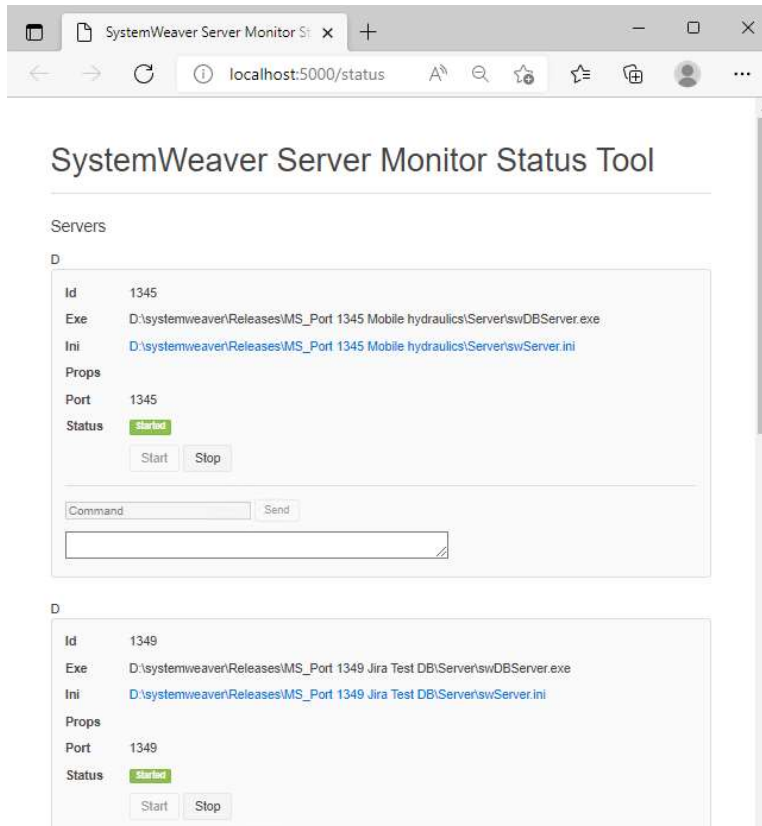 SystemWeaver Server Monitor St
localhost:5000/status
SystemWeaver Server Monitor Status Tool
Servers
D
Id 1345
Exe D:\systemweaver\Releases\MS_Port 1345 Mobile hydraulics\Server\swDBServer.exe
Ini D:\systemweaver\Releases\MS_Port 1345 Mobile hydraulics\Server\swServer.ini
Props
Port 1345
Status Started
Start Stop
Command Send
D
Id 1349
Exe D:\systemweaver\Releases\MS_Port 1349 Jira Test DB\Server\swDBServer.exe
Ini D:\systemweaver\Releases\MS_Port 1349 Jira Test DB\Server\swServer.ini
Props
Port 1349
Status Started
Start Stop